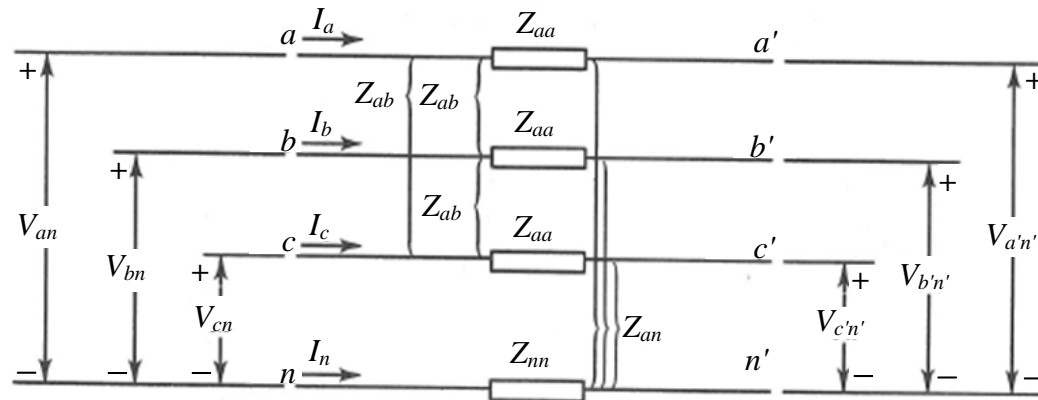 a I_a Z_aa a′
+ +
Z_ab Z_ab
b I_b Z_aa b′
+ +
V_an Z_ab V_a′n′
c I_c Z_aa c′
V_bn + + V_b′n′
V_cn Z_an V_c′n′
n I_n Z_nn n′
− − − − − −